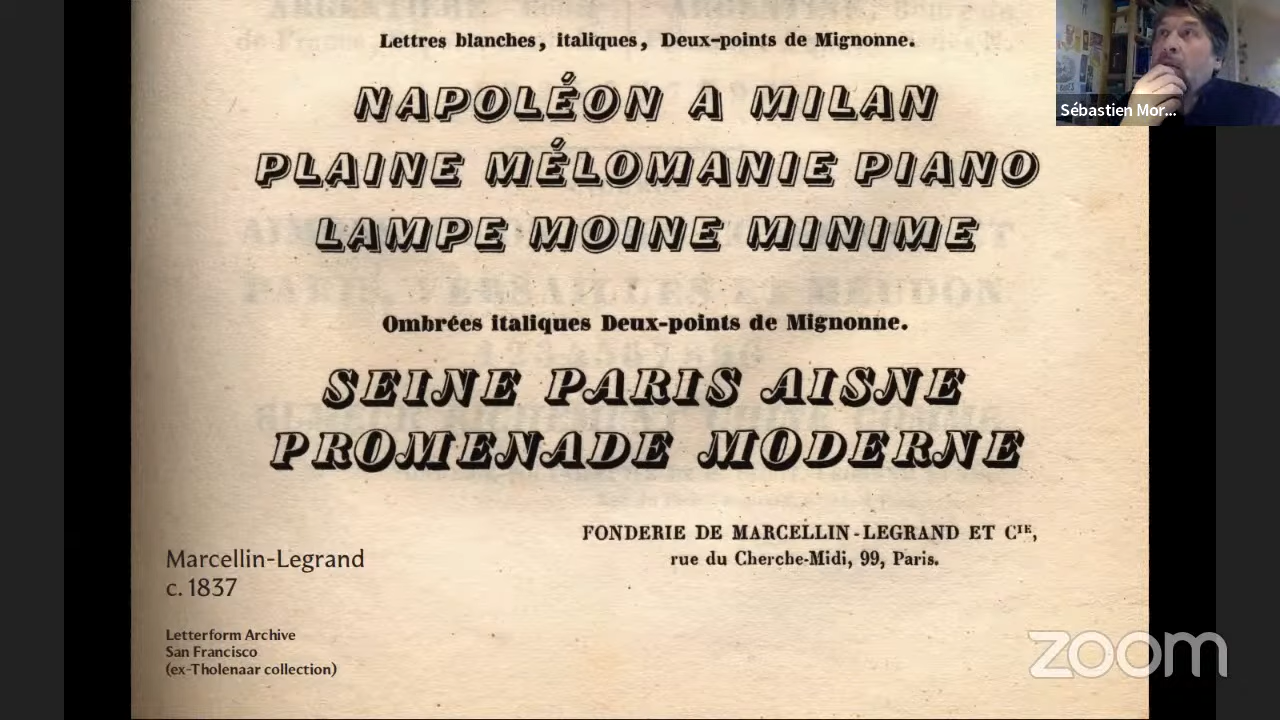 Lettres blanches, italiques, Deux-points de Mignonne.
NAPOLÉON A MILAN
PLAINE MÉLOMANIE PIANO
LAMPE MOINE MINIME
Ombrées italiques Deux-points de Mignonne.
SEINE PARIS AISNE
PROMENADE MODERNE
FONDERIE DE MARCELLIN-LEGRAND ET CIE,
rue du Cherche-Midi, 99, Paris.
Marcellin-Legrand
c. 1837
Letterform Archive
San Francisco
(ex-Tholenaar collection)
Sébastien Mor...
zoom